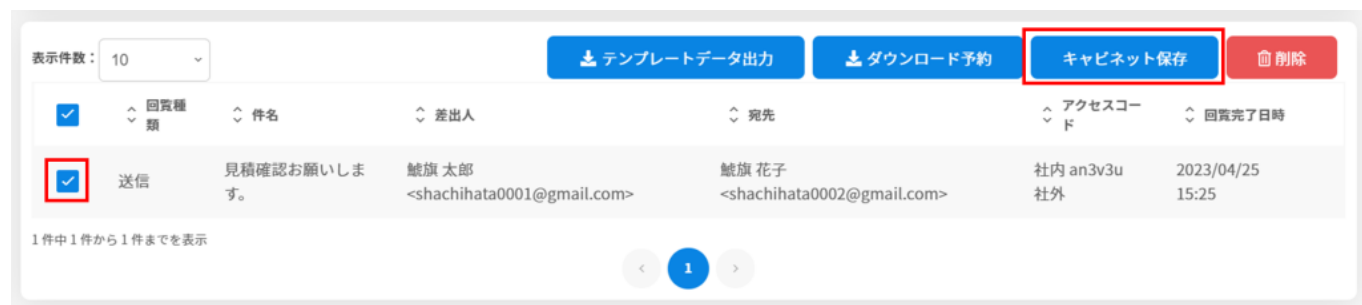 表示件数： 10 テンプレートデータ出力 ダウンロード予約 キャビネット保存 削除
回覧種類 件名 差出人 宛先 アクセスコード 回覧完了日時
送信 見積確認お願いしま 鯱旗 太郎 鯱旗 花子 社内 an3v3u 2023/04/25
す。 <shachihata0001@gmail.com> <shachihata0002@gmail.com> 社外 15:25
1 件中 1 件から 1 件までを表示
1